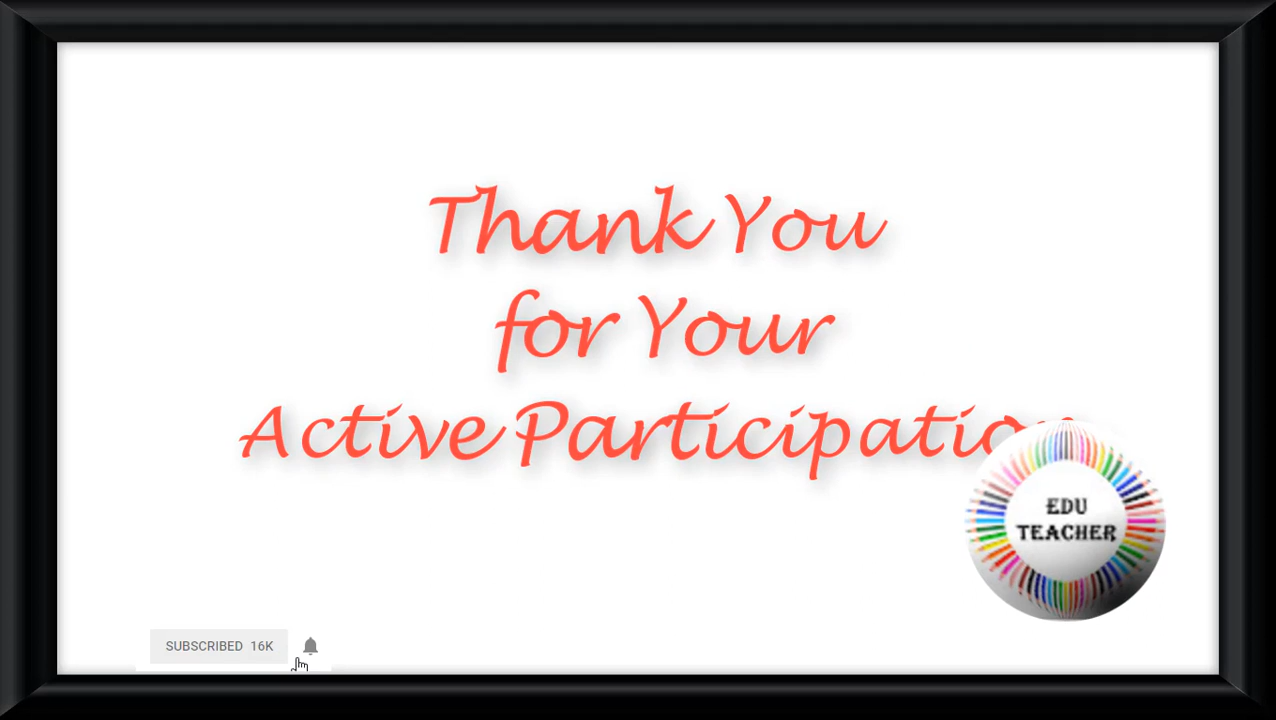 Thank You
for Your
Active Participation
EDU
TEACHER
SUBSCRIBED 16K